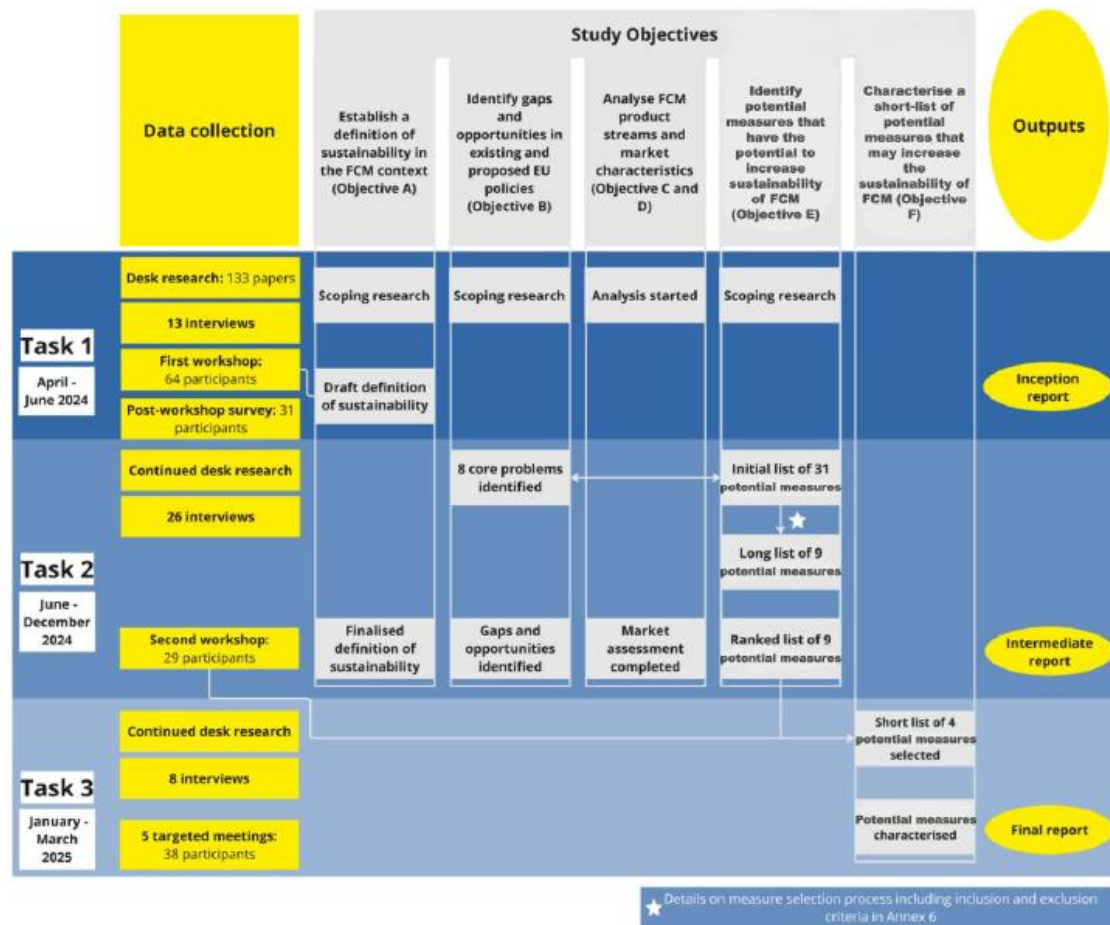 Study Objectives
Data collection
Establish a
definition of
sustainability in
the FCM context
(Objective A)
Identify gaps
and
opportunities in
existing and
proposed EU
policies
(Objective B)
Analyse FCM
product
streams and
market
characteristics
(Objective C and
D)
Identify
potential
measures that
have the
potential to
increase
sustainability
of FCM
(Objective E)
Characterise a
short-list of
potential
measures that
may increase
the
sustainability of
FCM (Objective
F)
Outputs
Task 1
April -
June 2024
Desk research: 133 papers
13 interviews
First workshop:
64 participants
Post-workshop survey: 31
participants
Scoping research
Scoping research
Analysis started
Scoping research
Draft definition
of sustainability
Inception
report
Task 2
June -
December
2024
Continued desk research
26 interviews
Second workshop:
29 participants
8 core problems
identified
Initial list of 31
potential measures
Long list of 9
potential measures
Finalised
definition of
sustainability
Gaps and
opportunities
identified
Market
assessment
completed
Ranked list of 9
potential measures
Intermediate
report
Task 3
January -
March
2025
Continued desk research
8 interviews
5 targeted meetings:
38 participants
Short list of 4
potential measures
selected
Potential measures
characterised
Final report
Details on measure selection process including inclusion and exclusion
criteria in Annex 6